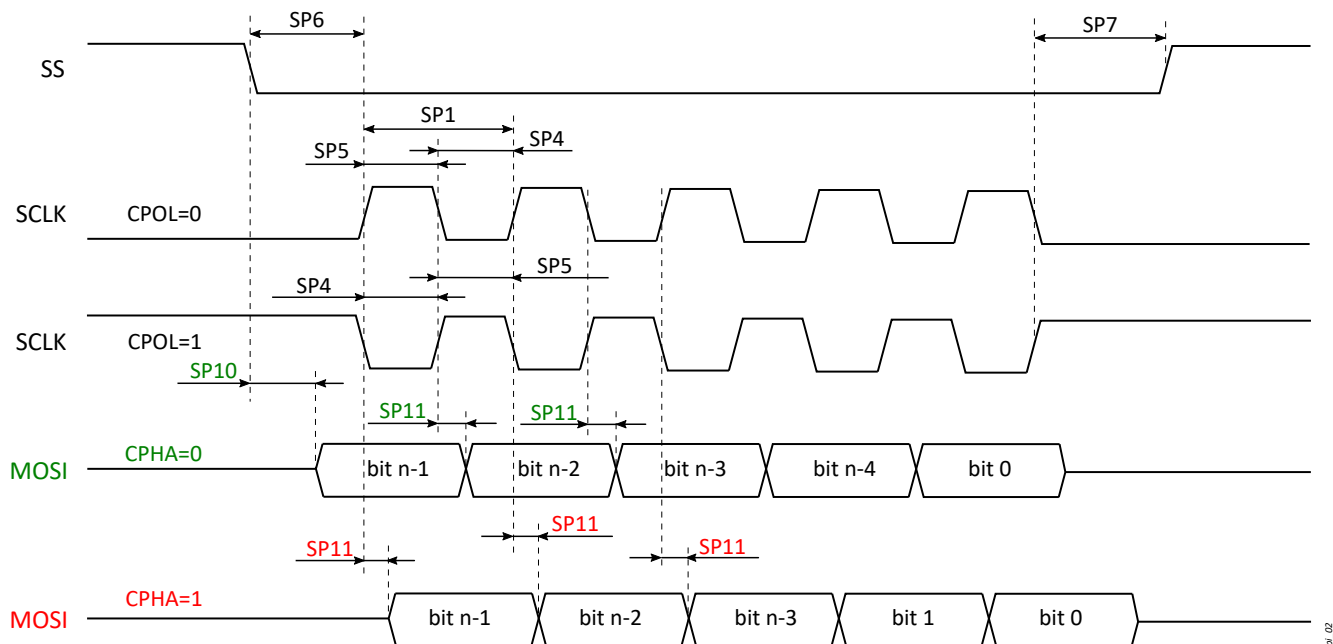 SP6
SP7
SS
SP1
SP5
SP4
SCLK CPOL=0
SP5
SP4
SCLK CPOL=1
SP10
SP11
SP11
MOSI CPHA=0 bit n-1 bit n-2 bit n-3 bit n-4 bit 0
SP11
SP11
SP11
MOSI CPHA=1 bit n-1 bit n-2 bit n-3 bit 1 bit 0